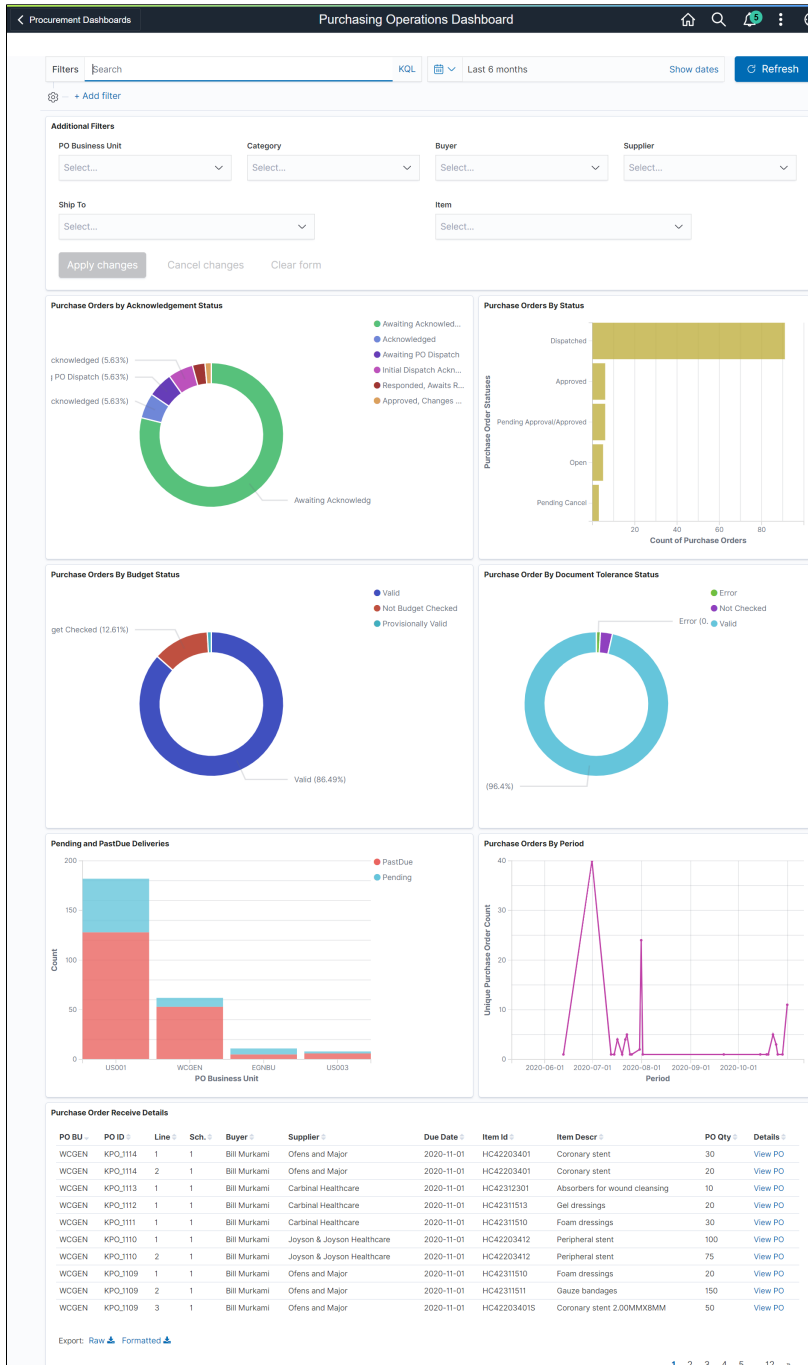 Procurement Dashboards
Purchasing Operations Dashboard
5
Filters Search KQL Last 6 months Show dates Refresh
+ Add filter
Additional Filters
PO Business Unit Category Buyer Supplier
Select... Select... Select... Select...
Ship To Item
Select... Select...
Apply changes Cancel changes Clear form
Purchase Orders by Acknowledgement Status
Awaiting Acknowled...
Acknowledged
Awaiting PO Dispatch
Initial Dispatch Ackn...
Responded, Awaits R...
Approved, Changes ...
cknowledged (5.63%)
PO Dispatch (5.63%)
cknowledged (5.63%)
Awaiting Acknowledg
Purchase Orders By Status
Purchase Order Statuses
Dispatched
Approved
Pending Approval/Approved
Open
Pending Cancel
20 40 60 80
Count of Purchase Orders
Purchase Orders By Budget Status
Valid
Not Budget Checked
Provisionally Valid
get Checked (12.61%)
Valid (86.49%)
Purchase Order By Document Tolerance Status
Error
Not Checked
Valid
Error (0.
(96.4%)
Pending and PastDue Deliveries
PastDue
Pending
Count
200
150
100
50
0
US001 WCGEN EGNBU US003
PO Business Unit
Purchase Orders By Period
Unique Purchase Order Count
40
30
20
10
0
2020-06-01 2020-07-01 2020-08-01 2020-09-01 2020-10-01
Period
Purchase Order Receive Details
PO BU PO ID Line Sch. Buyer Supplier Due Date Item Id Item Descr PO Qty Details
WCGEN KPO_1114 1 1 Bill Murkami Ofens and Major 2020-11-01 HC42203401 Coronary stent 30 View PO
WCGEN KPO_1114 2 1 Bill Murkami Ofens and Major 2020-11-01 HC42203401 Coronary stent 20 View PO
WCGEN KPO_1113 1 1 Bill Murkami Carbinal Healthcare 2020-11-01 HC42312301 Absorbers for wound cleansing 10 View PO
WCGEN KPO_1112 1 1 Bill Murkami Carbinal Healthcare 2020-11-01 HC42311513 Gel dressings 20 View PO
WCGEN KPO_1111 1 1 Bill Murkami Carbinal Healthcare 2020-11-01 HC42311510 Foam dressings 30 View PO
WCGEN KPO_1110 1 1 Bill Murkami Joyson & Joyson Healthcare 2020-11-01 HC42203412 Peripheral stent 100 View PO
WCGEN KPO_1110 2 1 Bill Murkami Joyson & Joyson Healthcare 2020-11-01 HC42203412 Peripheral stent 75 View PO
WCGEN KPO_1109 1 1 Bill Murkami Ofens and Major 2020-11-01 HC42311510 Foam dressings 20 View PO
WCGEN KPO_1109 2 1 Bill Murkami Ofens and Major 2020-11-01 HC42311511 Gauze bandages 150 View PO
WCGEN KPO_1109 3 1 Bill Murkami Ofens and Major 2020-11-01 HC42203401S Coronary stent 2.00MMX8MM 50 View PO
Export: Raw Formatted
1 2 3 4 5 ... 12 »